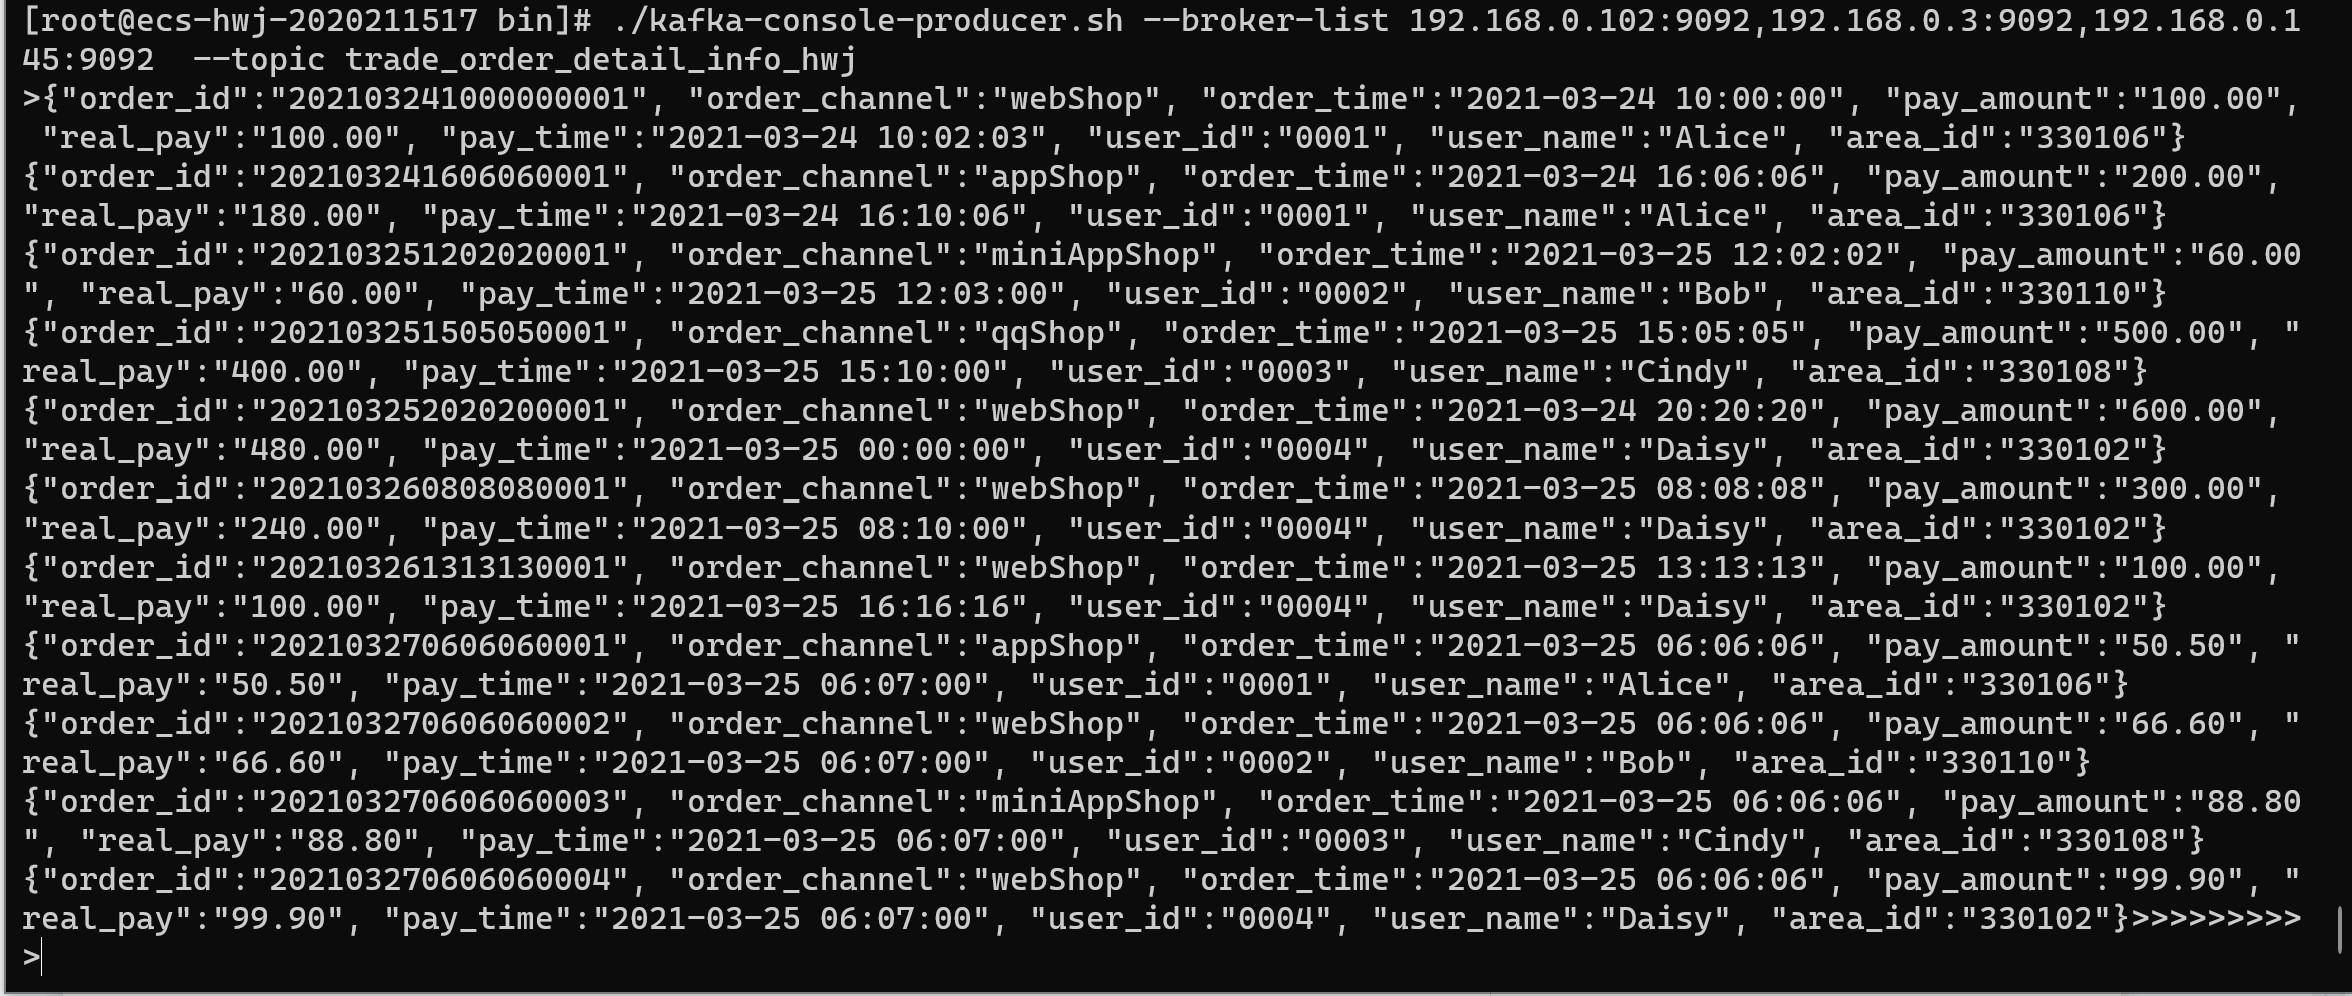 [root@ecs-hwj-2020211517 bin]# ./kafka-console-producer.sh --broker-list 192.168.0.102:9092,192.168.0.3:9092,192.168.0.1
45:9092  --topic trade_order_detail_info_hwj
>{"order_id":"202103241000000001", "order_channel":"webShop", "order_time":"2021-03-24 10:00:00", "pay_amount":"100.00",
 "real_pay":"100.00", "pay_time":"2021-03-24 10:02:03", "user_id":"0001", "user_name":"Alice", "area_id":"330106"}
{"order_id":"202103241606060001", "order_channel":"appShop", "order_time":"2021-03-24 16:06:06", "pay_amount":"200.00",
"real_pay":"180.00", "pay_time":"2021-03-24 16:10:06", "user_id":"0001", "user_name":"Alice", "area_id":"330106"}
{"order_id":"202103251202020001", "order_channel":"miniAppShop", "order_time":"2021-03-25 12:02:02", "pay_amount":"60.00
", "real_pay":"60.00", "pay_time":"2021-03-25 12:03:00", "user_id":"0002", "user_name":"Bob", "area_id":"330110"}
{"order_id":"202103251505050001", "order_channel":"qqShop", "order_time":"2021-03-25 15:05:05", "pay_amount":"500.00", "
real_pay":"400.00", "pay_time":"2021-03-25 15:10:00", "user_id":"0003", "user_name":"Cindy", "area_id":"330108"}
{"order_id":"202103252020200001", "order_channel":"webShop", "order_time":"2021-03-24 20:20:20", "pay_amount":"600.00",
"real_pay":"480.00", "pay_time":"2021-03-25 00:00:00", "user_id":"0004", "user_name":"Daisy", "area_id":"330102"}
{"order_id":"202103260808080001", "order_channel":"webShop", "order_time":"2021-03-25 08:08:08", "pay_amount":"300.00",
"real_pay":"240.00", "pay_time":"2021-03-25 08:10:00", "user_id":"0004", "user_name":"Daisy", "area_id":"330102"}
{"order_id":"202103261313130001", "order_channel":"webShop", "order_time":"2021-03-25 13:13:13", "pay_amount":"100.00",
"real_pay":"100.00", "pay_time":"2021-03-25 16:16:16", "user_id":"0004", "user_name":"Daisy", "area_id":"330102"}
{"order_id":"202103270606060001", "order_channel":"appShop", "order_time":"2021-03-25 06:06:06", "pay_amount":"50.50", "
real_pay":"50.50", "pay_time":"2021-03-25 06:07:00", "user_id":"0001", "user_name":"Alice", "area_id":"330106"}
{"order_id":"202103270606060002", "order_channel":"webShop", "order_time":"2021-03-25 06:06:06", "pay_amount":"66.60", "
real_pay":"66.60", "pay_time":"2021-03-25 06:07:00", "user_id":"0002", "user_name":"Bob", "area_id":"330110"}
{"order_id":"202103270606060003", "order_channel":"miniAppShop", "order_time":"2021-03-25 06:06:06", "pay_amount":"88.80
", "real_pay":"88.80", "pay_time":"2021-03-25 06:07:00", "user_id":"0003", "user_name":"Cindy", "area_id":"330108"}
{"order_id":"202103270606060004", "order_channel":"webShop", "order_time":"2021-03-25 06:06:06", "pay_amount":"99.90", "
real_pay":"99.90", "pay_time":"2021-03-25 06:07:00", "user_id":"0004", "user_name":"Daisy", "area_id":"330102"}>>>>>>>>>
>